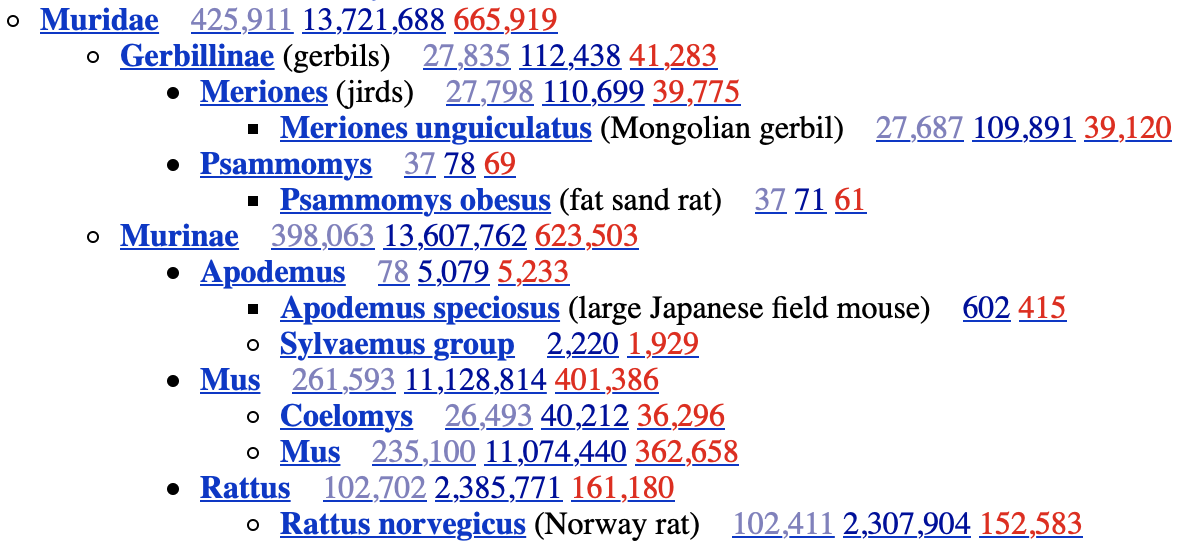 Muridae 425,911 13,721,688 665,919
Gerbillinae (gerbils) 27,835 112,438 41,283
Meriones (jirds) 27,798 110,699 39,775
Meriones unguiculatus (Mongolian gerbil) 27,687 109,891 39,120
Psammomys 37 78 69
Psammomys obesus (fat sand rat) 37 71 61
Murinae 398,063 13,607,762 623,503
Apodemus 78 5,079 5,233
Apodemus speciosus (large Japanese field mouse) 602 415
Sylvaemus group 2,220 1,929
Mus 261,593 11,128,814 401,386
Coelomys 26,493 40,212 36,296
Mus 235,100 11,074,440 362,658
Rattus 102,702 2,385,771 161,180
Rattus norvegicus (Norway rat) 102,411 2,307,904 152,583